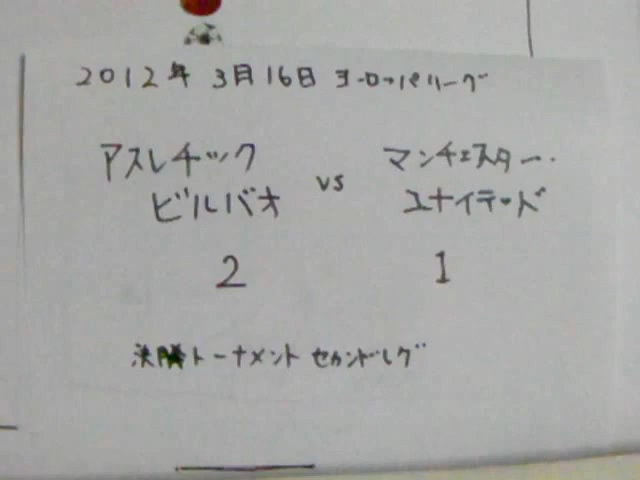 2012年 3月16日 ヨーロッパリーグ
アスレチック
ビルバオ
vs
マンチェスター・
ユナイテッド
2
1
決勝トーナメント セカンドレグ